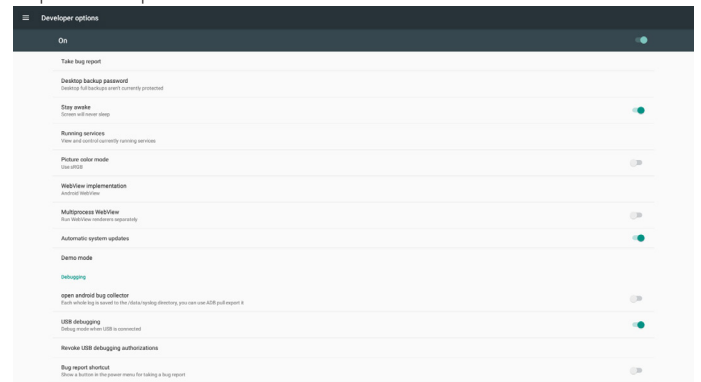 Developer options
On
Take bug report
Desktop backup password
Desktop full backups aren't currently protected
Stay awake
Screen will never sleep
Running services
View and control currently running services
Picture color mode
Use sRGB
WebView implementation
Android WebView
Multiprocess WebView
Run WebView renderers separately
Automatic system updates
Demo mode
Debugging
open android bug collector
Each whole log is saved to the /data/syslog directory, you can use ADB pull export it
USB debugging
Debug mode when USB is connected
Revoke USB debugging authorizations
Bug report shortcut
Show a button in the power menu for taking a bug report